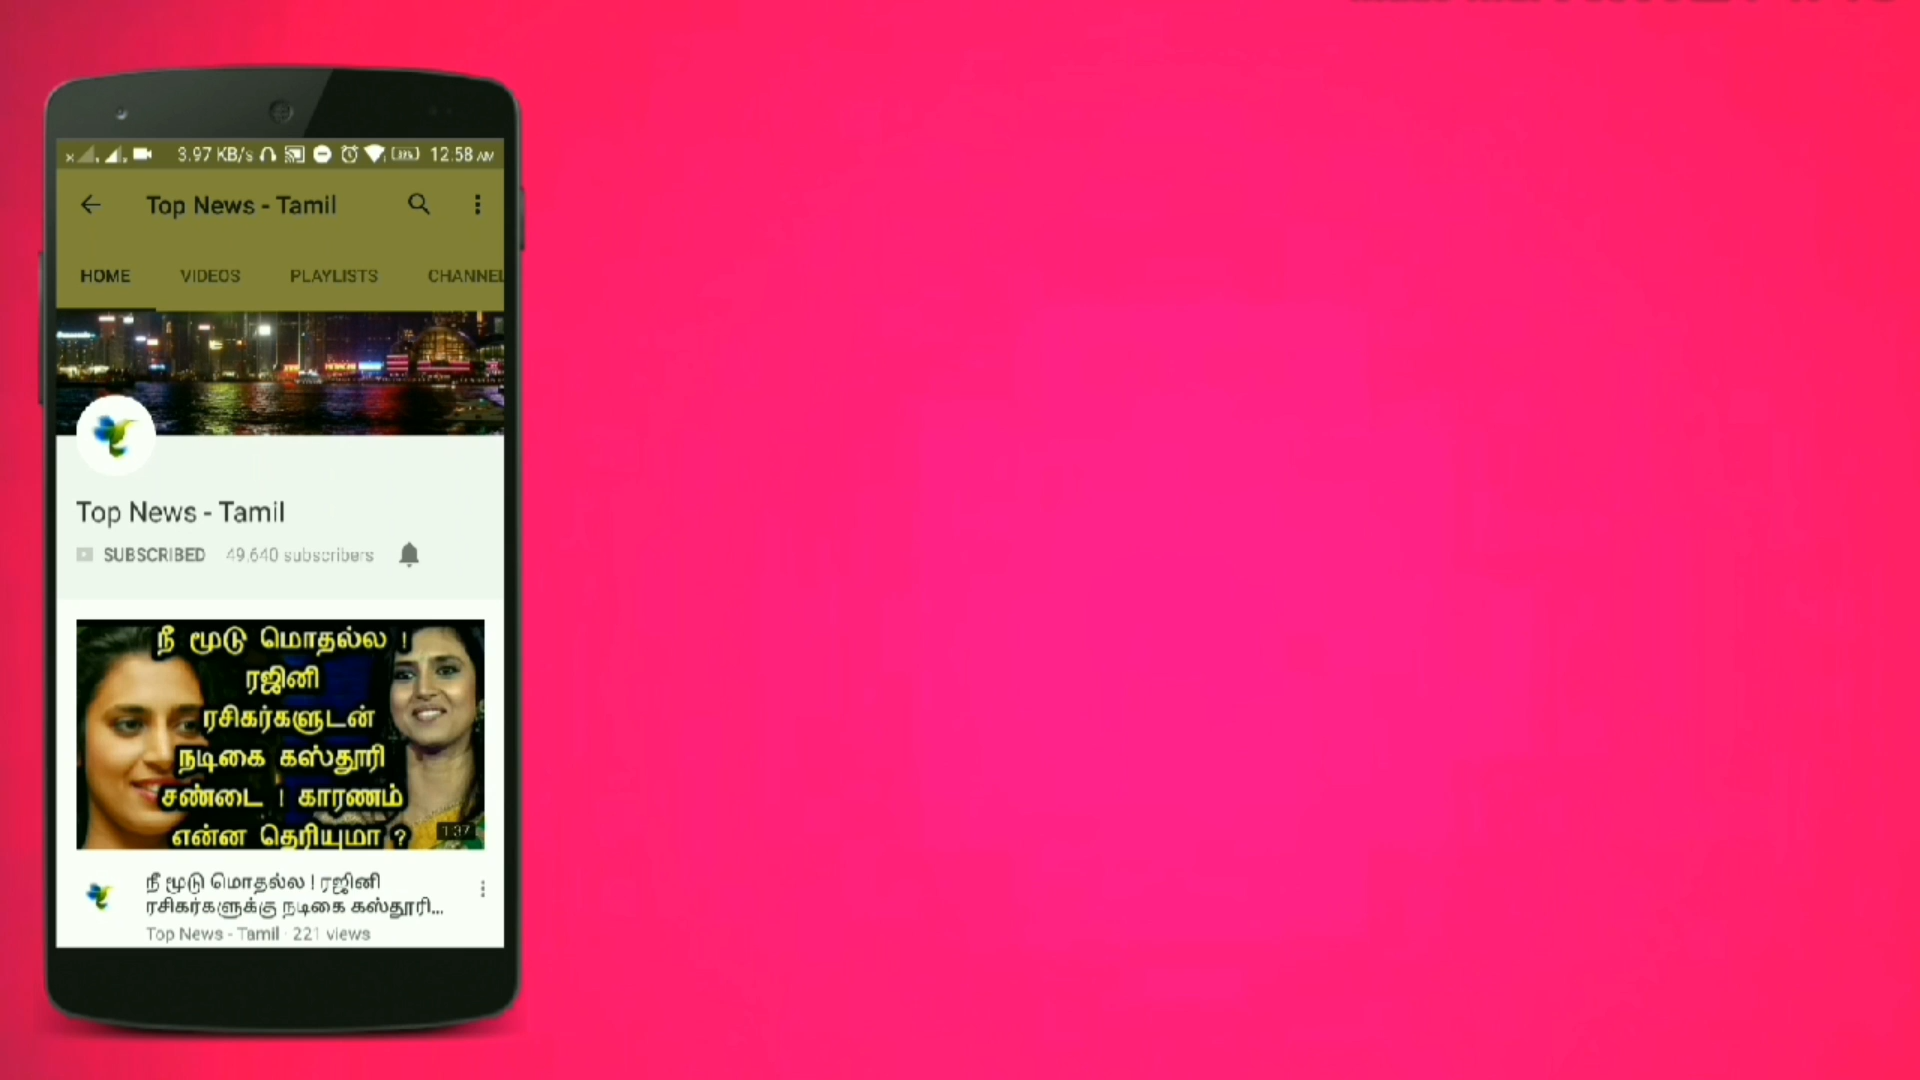 3.97 KB/s 12.58 AM
Top News - Tamil
HOME VIDEOS PLAYLISTS CHANNEL
Top News - Tamil
SUBSCRIBED 49,640 subscribers
நீ மூடு மொதல்ல !
ரஜினி
ரசிகர்களுடன்
நடிகை கஸ்தூரி
சண்டை ! காரணம்
என்ன தெரியுமா ?
1:37
நீ மூடு மொதல்ல ! ரஜினி
ரசிகர்களுக்கு நடிகை கஸ்தூரி...
Top News - Tamil · 221 views